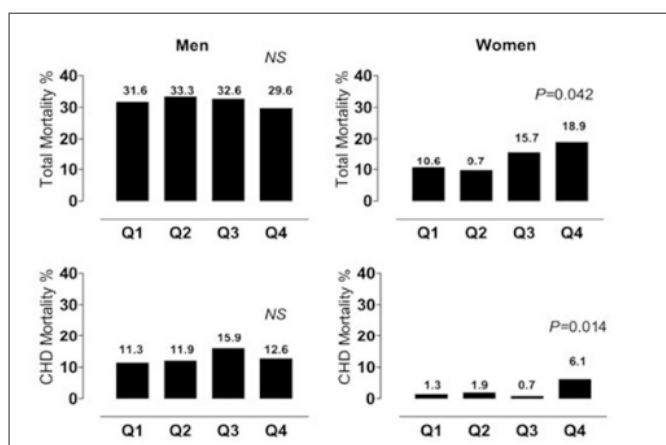 Men
NS
Total Mortality %
40
30
20
10
0
31.6 33.3 32.6 29.6
Q1 Q2 Q3 Q4
Women
P=0.042
Total Mortality %
40
30
20
10
0
10.6 9.7 15.7 18.9
Q1 Q2 Q3 Q4
NS
CHD Mortality %
40
30
20
10
0
11.3 11.9 15.9 12.6
Q1 Q2 Q3 Q4
P=0.014
CHD Mortality %
40
30
20
10
0
1.3 1.9 0.7 6.1
Q1 Q2 Q3 Q4